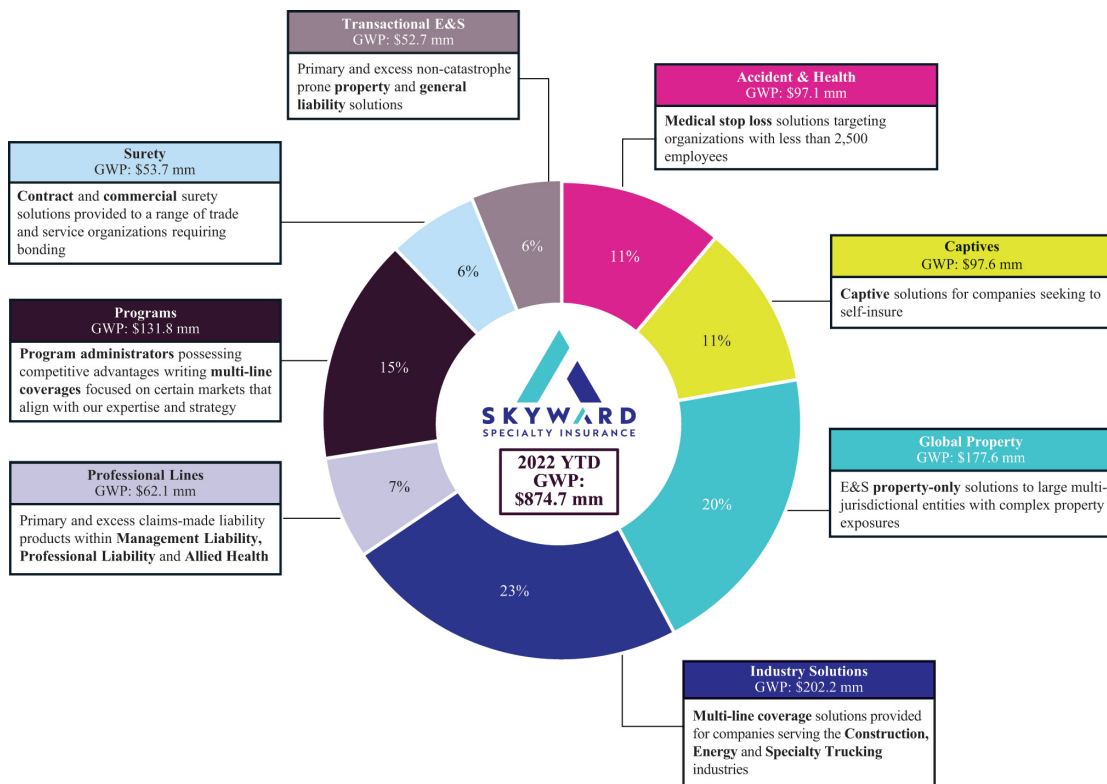 Transactional E&S
GWP: $52.7 mm
Primary and excess non-catastrophe
prone property and general
liability solutions
Accident & Health
GWP: $97.1 mm
Medical stop loss solutions targeting
organizations with less than 2,500
employees
Surety
GWP: $53.7 mm
Contract and commercial surety
solutions provided to a range of trade
and service organizations requiring
bonding
Captives
GWP: $97.6 mm
Captive solutions for companies seeking to
self-insure
Programs
GWP: $131.8 mm
Program administrators possessing
competitive advantages writing multi-line
coverages focused on certain markets that
align with our expertise and strategy
Global Property
GWP: $177.6 mm
E&S property-only solutions to large multi-
jurisdictional entities with complex property
exposures
Professional Lines
GWP: $62.1 mm
Primary and excess claims-made liability
products within Management Liability,
Professional Liability and Allied Health
Industry Solutions
GWP: $202.2 mm
Multi-line coverage solutions provided
for companies serving the Construction,
Energy and Specialty Trucking
industries
6%
11%
6%
11%
15%
20%
7%
23%
SKYWARD
SPECIALTY INSURANCE
2022 YTD
GWP:
$874.7 mm